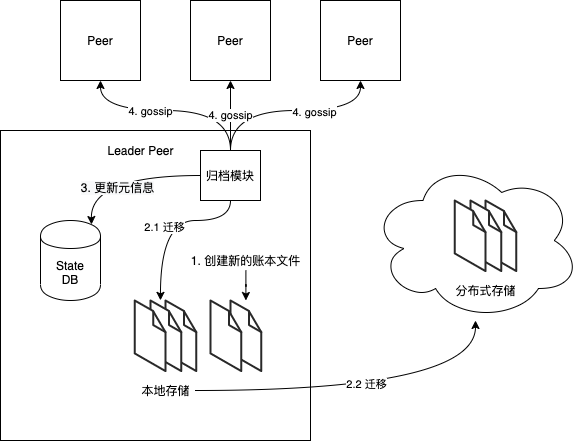 Peer
Peer
Peer
4. gossip
4. gossip
4. gossip
Leader Peer
归档模块
3. 更新元信息
2.1 迁移
State
DB
1. 创建新的账本文件
分布式存储
本地存储
2.2 迁移